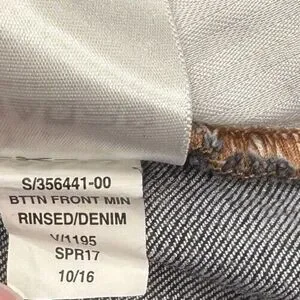 S/356441-00
BTTN FRONT MIN
RINSED/DENIM
V/1195
SPR17
10/16